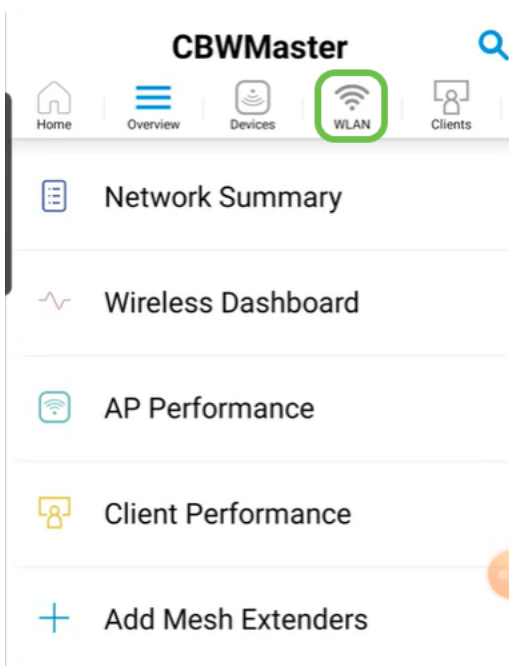 CBWMaster
Home Overview Devices WLAN Clients
Network Summary
Wireless Dashboard
AP Performance
Client Performance
Add Mesh Extenders